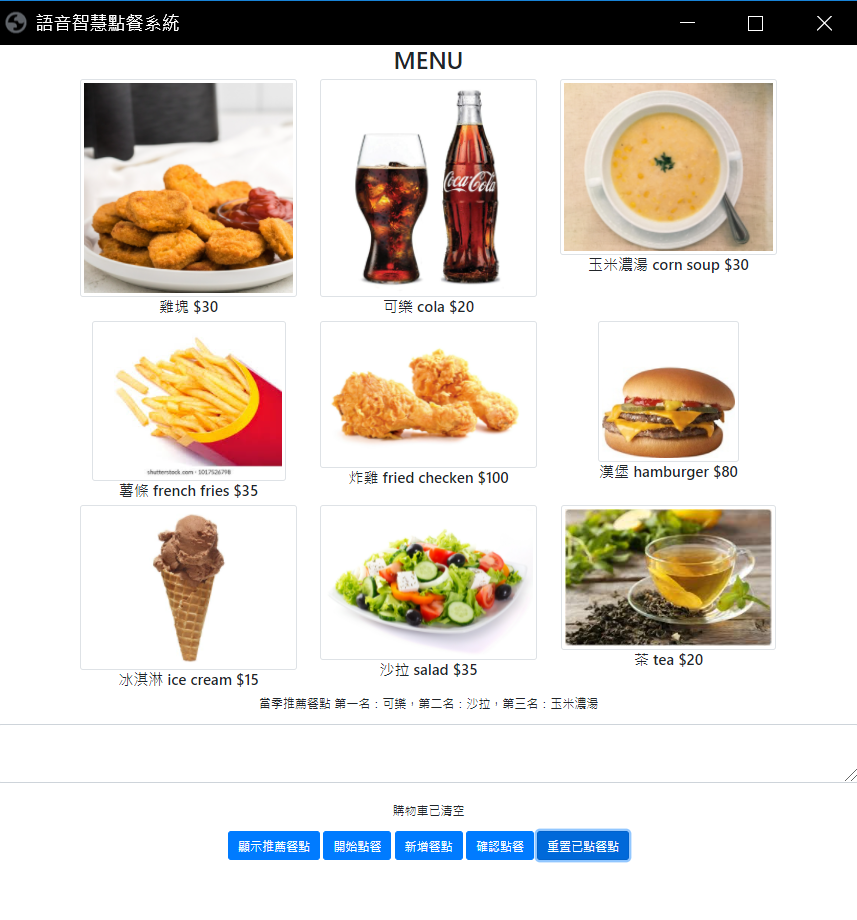 語音智慧點餐系統
MENU
Coca-Cola
雞塊 $30
可樂 cola $20
玉米濃湯 corn soup $30
shutterstock.com · 1017526798
薯條 french fries $35
炸雞 fried checken $100
漢堡 hamburger $80
冰淇淋 ice cream $15
沙拉 salad $35
茶 tea $20
當季推薦餐點 第一名：可樂，第二名：沙拉，第三名：玉米濃湯
購物車已清空
顯示推薦餐點 開始點餐 新增餐點 確認點餐 重置已點餐點